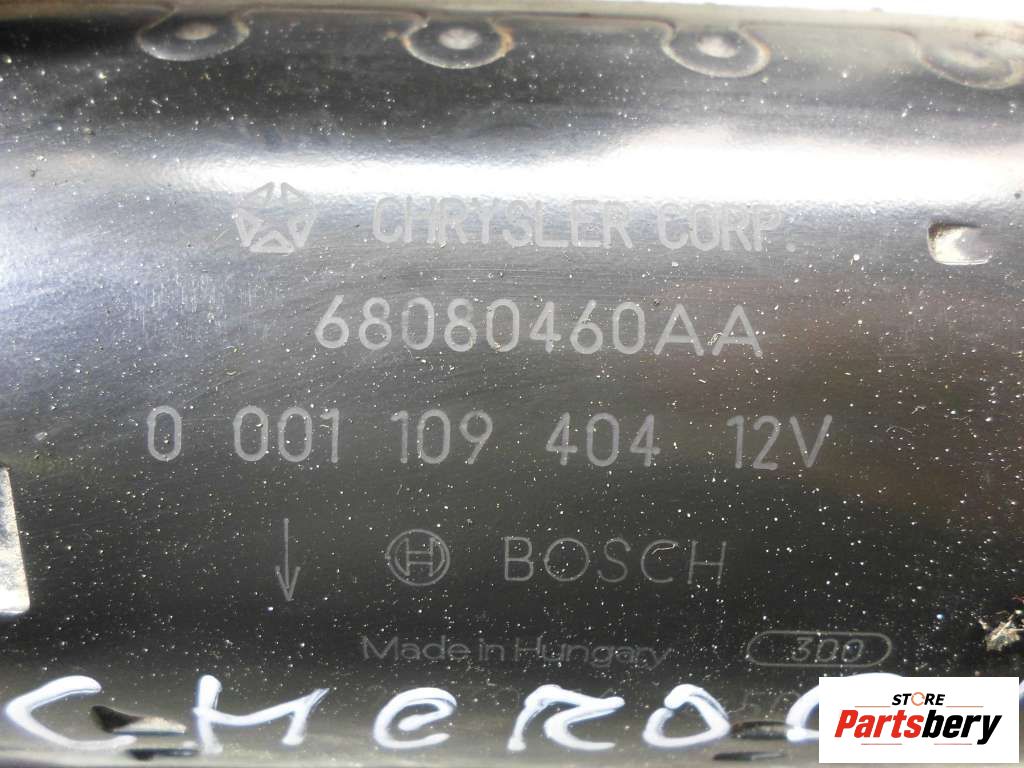 CHRYSLER CORP.
68080460AA
0 001 109 404 12V
BOSCH
Made in Hungary 300
STORE
Partsbery